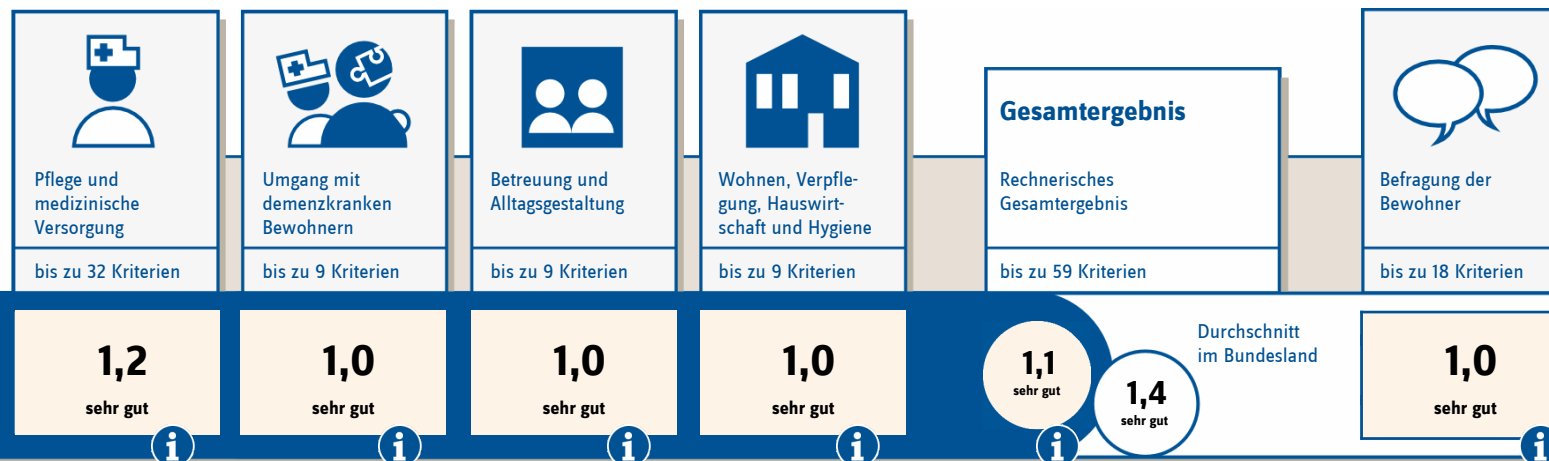 Pflege und
medizinische
Versorgung
bis zu 32 Kriterien
1,2
sehr gut
i
Umgang mit
demenzkranken
Bewohnern
bis zu 9 Kriterien
1,0
sehr gut
i
Betreuung und
Alltagsgestaltung
bis zu 9 Kriterien
1,0
sehr gut
i
Wohnen, Verpfle-
gung, Hauswirt-
schaft und Hygiene
bis zu 9 Kriterien
1,0
sehr gut
i
Gesamtergebnis
Rechnerisches
Gesamtergebnis
bis zu 59 Kriterien
1,1
sehr gut
i
Durchschnitt
im Bundesland
1,4
sehr gut
Befragung der
Bewohner
bis zu 18 Kriterien
1,0
sehr gut
i